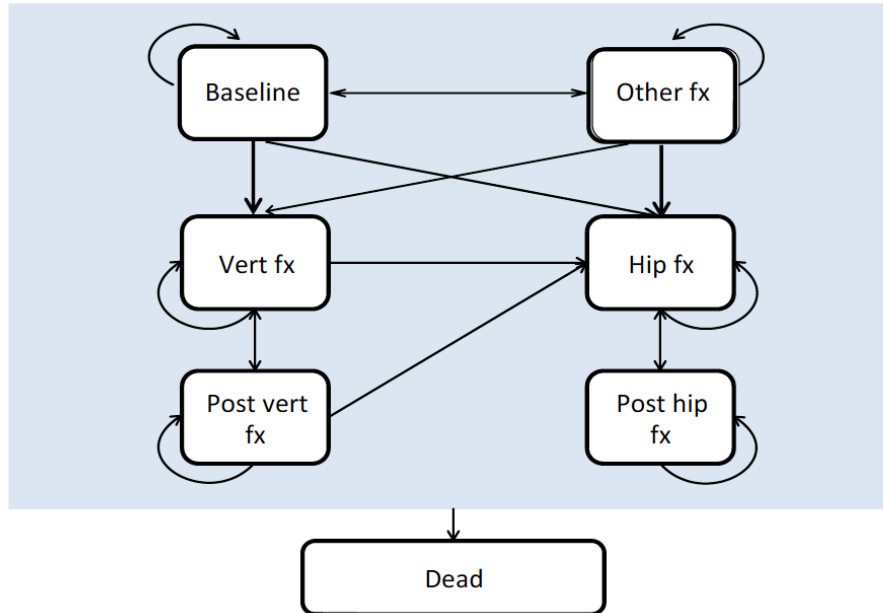 Baseline
Other fx
Vert fx
Hip fx
Post vert
fx
Post hip
fx
Dead